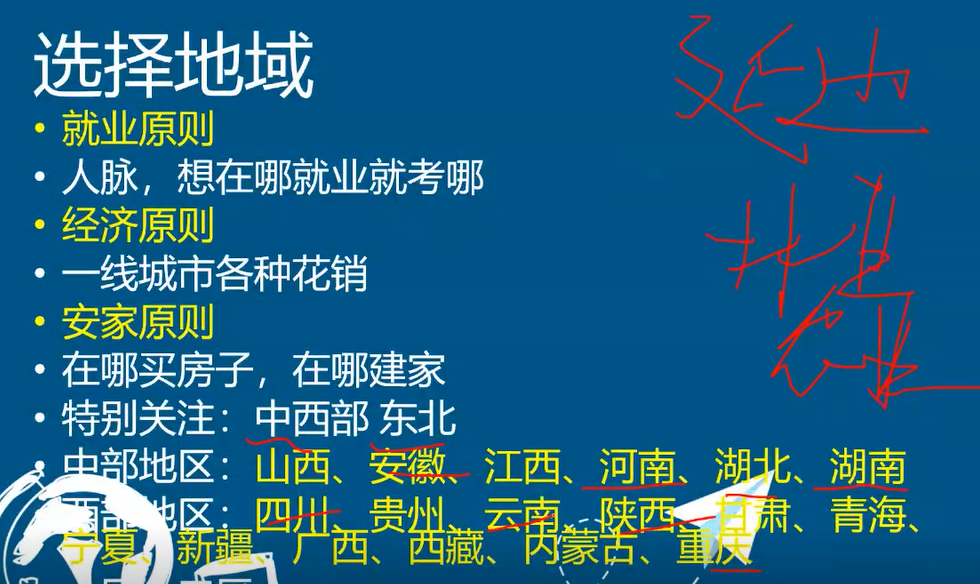 选择地域
• 就业原则
• 人脉，想在哪就业就考哪
• 经济原则
• 一线城市各种花销
• 安家原则
• 在哪买房子，在哪建家
• 特别关注：中西部 东北
• 中部地区：山西、安徽、江西、河南、湖北、湖南
西部地区：四川、贵州、云南、陕西、甘肃、青海、
宁夏、新疆、广西、西藏、内蒙古、重庆
延边